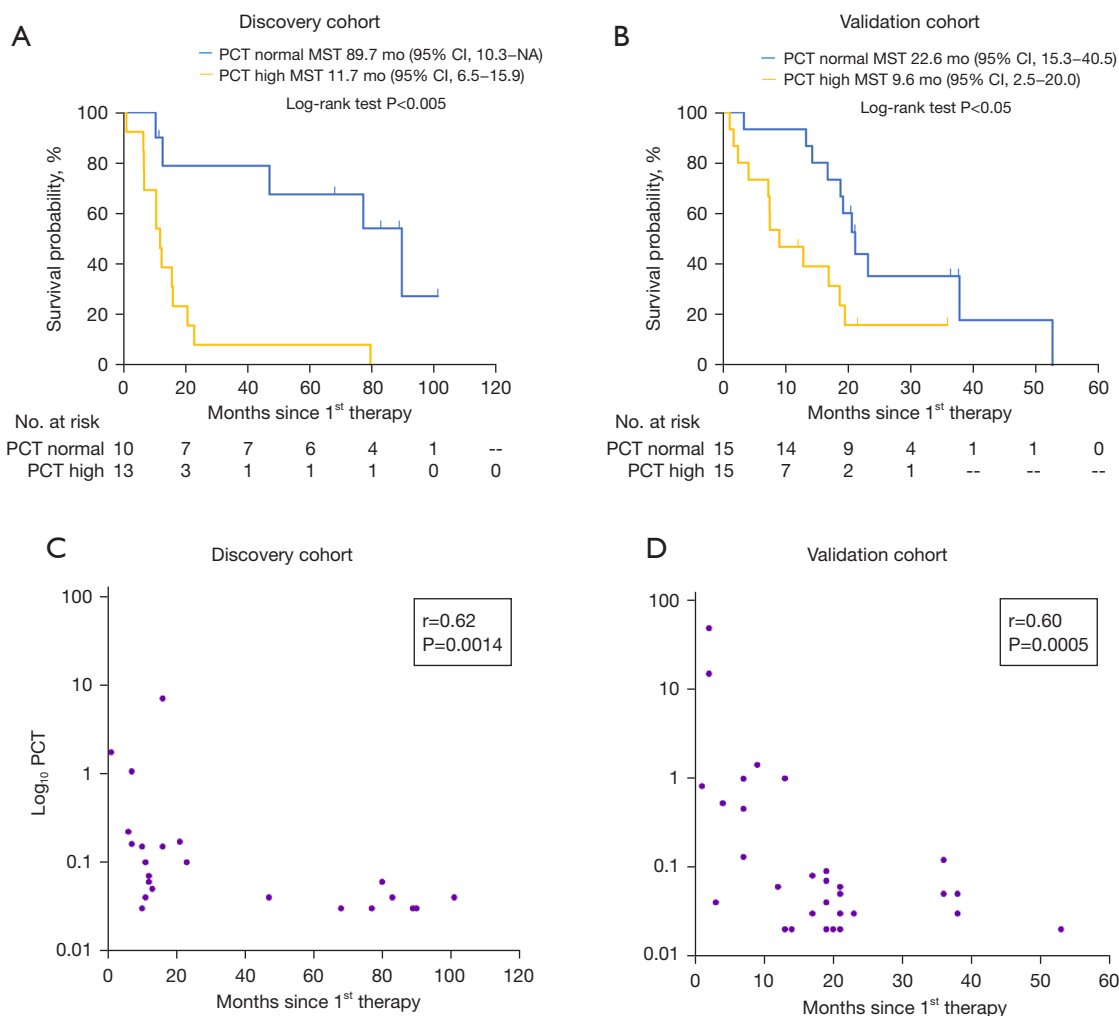 A
Discovery cohort
PCT normal MST 89.7 mo (95% CI, 10.3–NA)
PCT high MST 11.7 mo (95% CI, 6.5–15.9)
Log-rank test P<0.005
Survival probability, %
100
80
60
40
20
0
0 20 40 60 80 100 120
Months since 1st therapy
No. at risk
PCT normal 10 7 7 6 4 1 --
PCT high 13 3 1 1 1 0 0
B
Validation cohort
PCT normal MST 22.6 mo (95% CI, 15.3–40.5)
PCT high MST 9.6 mo (95% CI, 2.5–20.0)
Log-rank test P<0.05
Survival probability, %
100
80
60
40
20
0
0 10 20 30 40 50 60
Months since 1st therapy
No. at risk
PCT normal 15 14 9 4 1 1 0
PCT high 15 7 2 1 -- -- --
C
Discovery cohort
r=0.62
P=0.0014
Log10 PCT
100
10
1
0.1
0.01
0 20 40 60 80 100 120
Months since 1st therapy
D
Validation cohort
r=0.60
P=0.0005
100
10
1
0.1
0.01
0 10 20 30 40 50 60
Months since 1st therapy